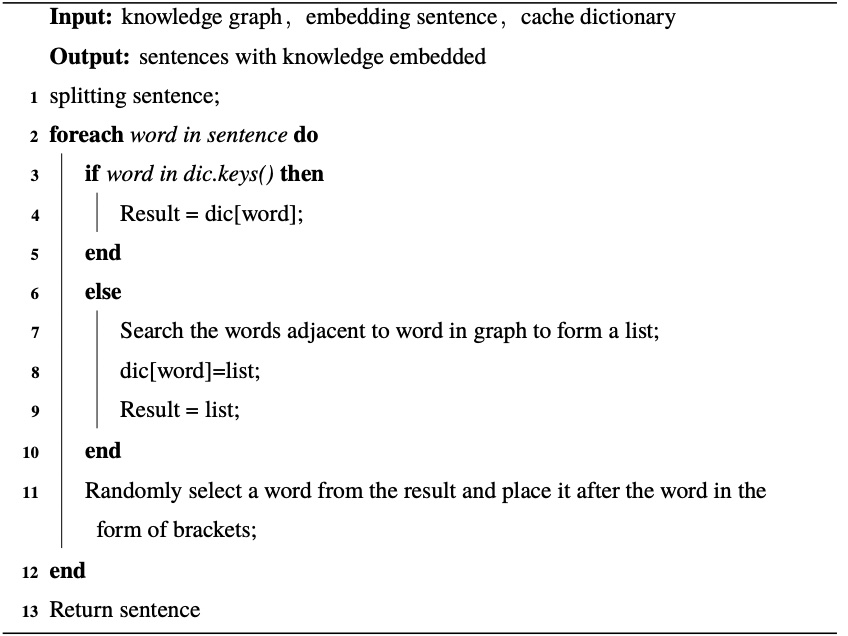 Input: knowledge graph, embedding sentence, cache dictionary
Output: sentences with knowledge embedded
1 splitting sentence;
2 foreach word in sentence do
3 if word in dic.keys() then
4 Result = dic[word];
5 end
6 else
7 Search the words adjacent to word in graph to form a list;
8 dic[word]=list;
9 Result = list;
10 end
11 Randomly select a word from the result and place it after the word in the
form of brackets;
12 end
13 Return sentence